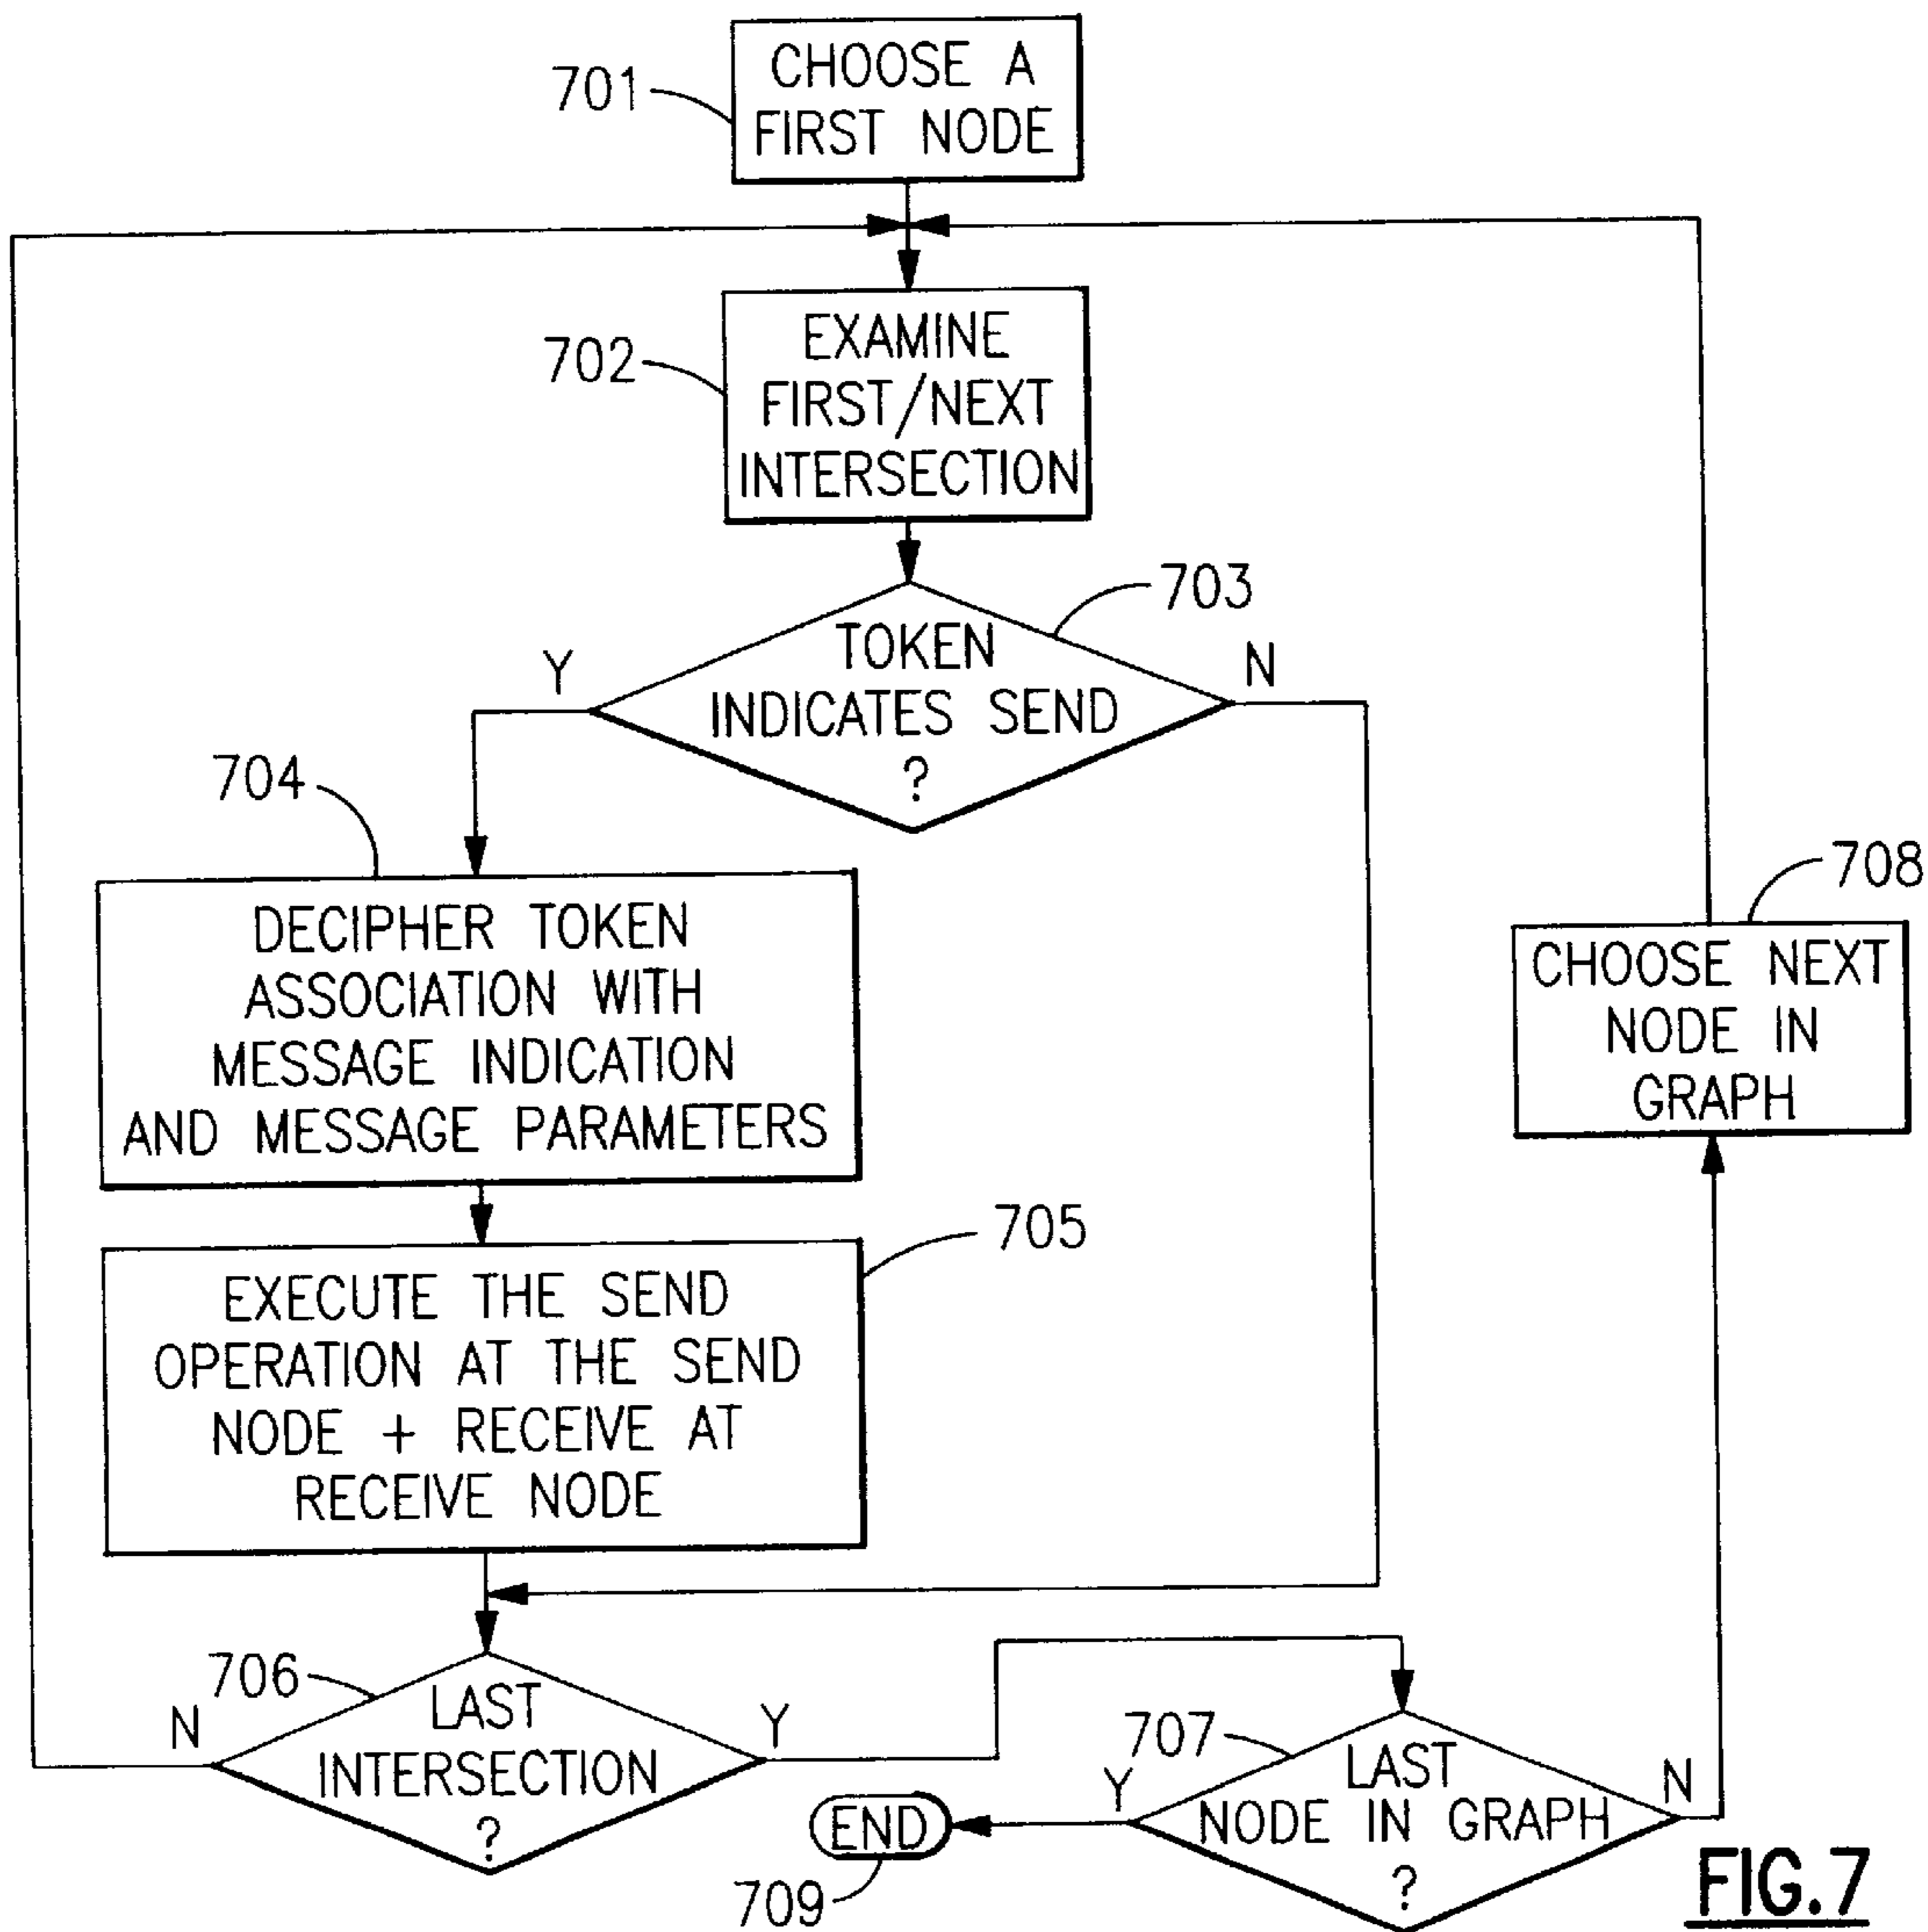 CHOOSE A
FIRST NODE
701
EXAMINE
FIRST/NEXT
INTERSECTION
702
703
TOKEN
INDICATES SEND
?
Y
N
704
DECIPHER TOKEN
ASSOCIATION WITH
MESSAGE INDICATION
AND MESSAGE PARAMETERS
708
CHOOSE NEXT
NODE IN
GRAPH
705
EXECUTE THE SEND
OPERATION AT THE SEND
NODE + RECEIVE AT
RECEIVE NODE
706
LAST
INTERSECTION
?
N
Y
707
LAST
NODE IN GRAPH
?
Y
N
END
709
FIG.7